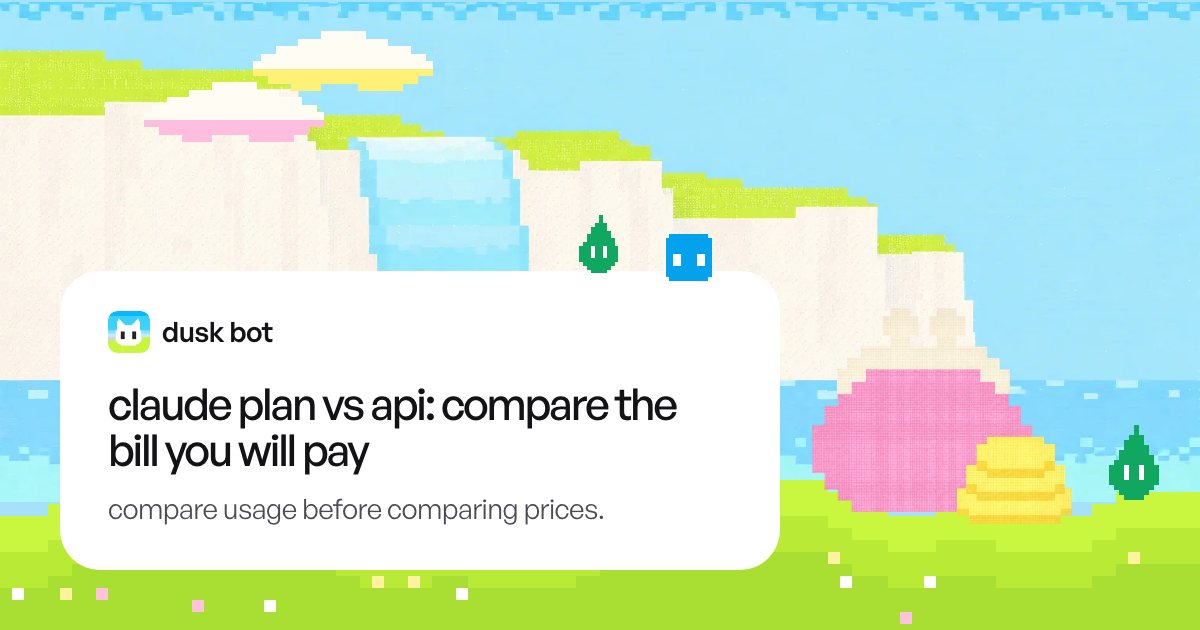 dusk bot
claude plan vs api: compare the
bill you will pay
compare usage before comparing prices.